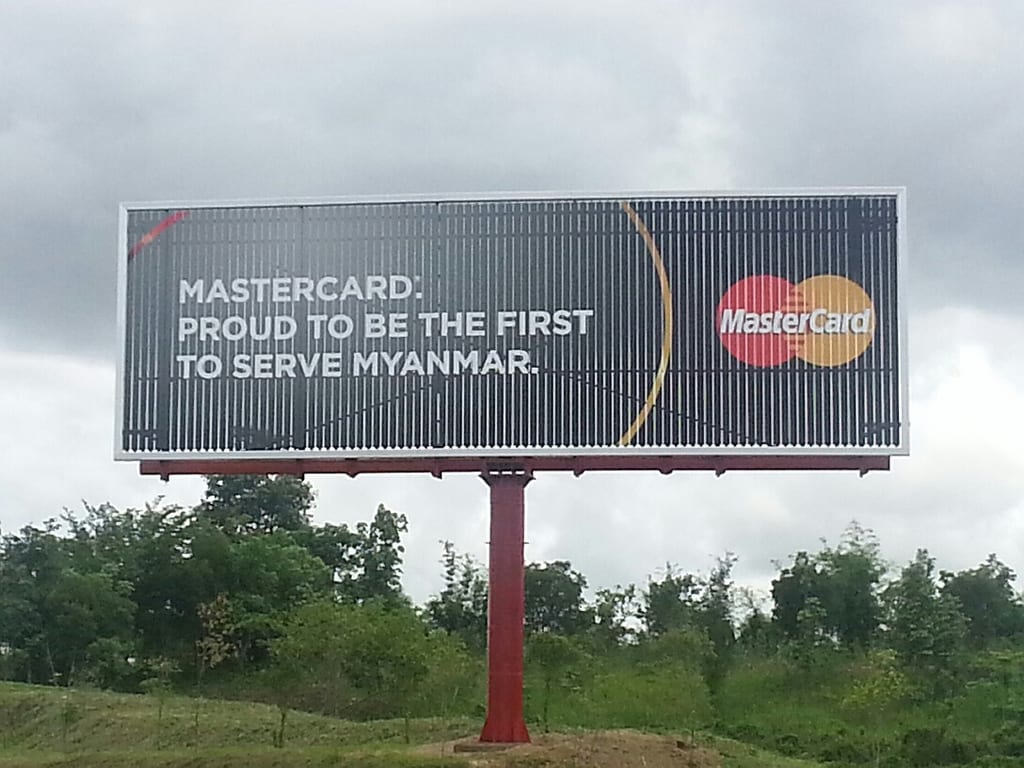 MASTERCARD:
PROUD TO BE THE FIRST
TO SERVE MYANMAR.
MasterCard